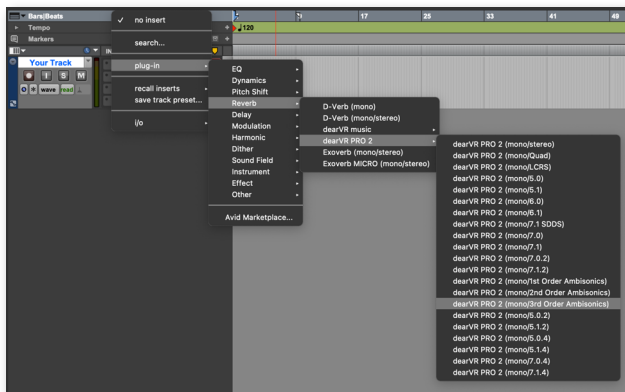 Bars|Beats
Tempo
Markers
no insert
search...
plug-in
recall inserts
save track preset...
i/o
9 17 25 33 41 49
120
IN
Your Track
I S M
wave read
EQ
Dynamics
Pitch Shift
Reverb
Delay
Modulation
Harmonic
Dither
Sound Field
Instrument
Effect
Other
Avid Marketplace...
D-Verb (mono)
D-Verb (mono/stereo)
dearVR music
dearVR PRO 2
Exoverb (mono/stereo)
Exoverb MICRO (mono/stereo)
dearVR PRO 2 (mono/stereo)
dearVR PRO 2 (mono/Quad)
dearVR PRO 2 (mono/LCRS)
dearVR PRO 2 (mono/5.0)
dearVR PRO 2 (mono/5.1)
dearVR PRO 2 (mono/6.0)
dearVR PRO 2 (mono/6.1)
dearVR PRO 2 (mono/7.1 SDDS)
dearVR PRO 2 (mono/7.0)
dearVR PRO 2 (mono/7.1)
dearVR PRO 2 (mono/7.0.2)
dearVR PRO 2 (mono/7.1.2)
dearVR PRO 2 (mono/1st Order Ambisonics)
dearVR PRO 2 (mono/2nd Order Ambisonics)
dearVR PRO 2 (mono/3rd Order Ambisonics)
dearVR PRO 2 (mono/5.0.2)
dearVR PRO 2 (mono/5.1.2)
dearVR PRO 2 (mono/5.0.4)
dearVR PRO 2 (mono/5.1.4)
dearVR PRO 2 (mono/7.0.4)
dearVR PRO 2 (mono/7.1.4)